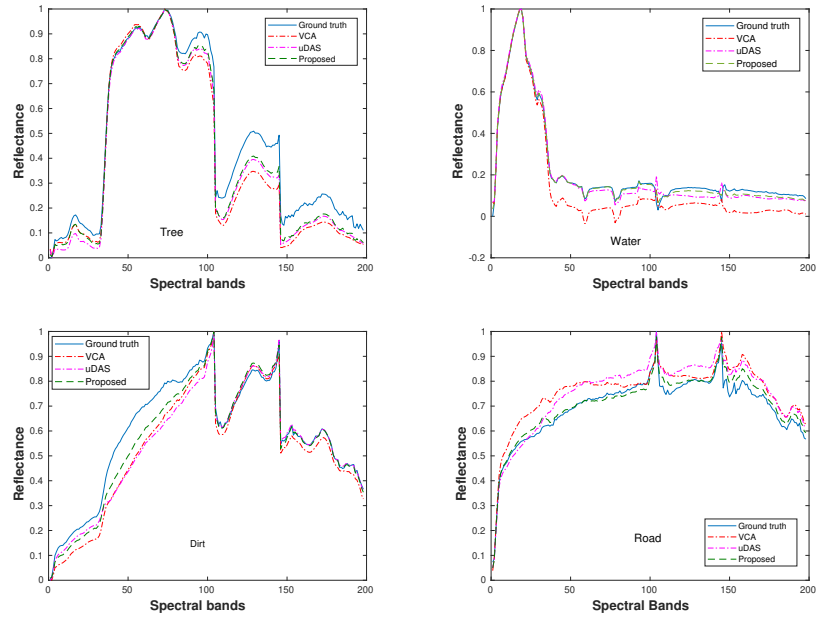 1
0.9
0.8
0.7
0.6
0.5
0.4
0.3
0.2
0.1
0
0 50 100 150 200
Reflectance
Spectral bands
Tree
Ground truth
VCA
uDAS
Proposed
1
0.8
0.6
0.4
0.2
0
-0.2
0 50 100 150 200
Reflectance
Spectral bands
Water
Ground truth
VCA
uDAS
Proposed
1
0.9
0.8
0.7
0.6
0.5
0.4
0.3
0.2
0.1
0
0 50 100 150 200
Reflectance
Spectral bands
Dirt
Ground truth
VCA
uDAS
Proposed
1
0.9
0.8
0.7
0.6
0.5
0.4
0.3
0.2
0.1
0
0 50 100 150 200
Reflectance
Spectral Bands
Road
Ground truth
VCA
uDAS
Proposed